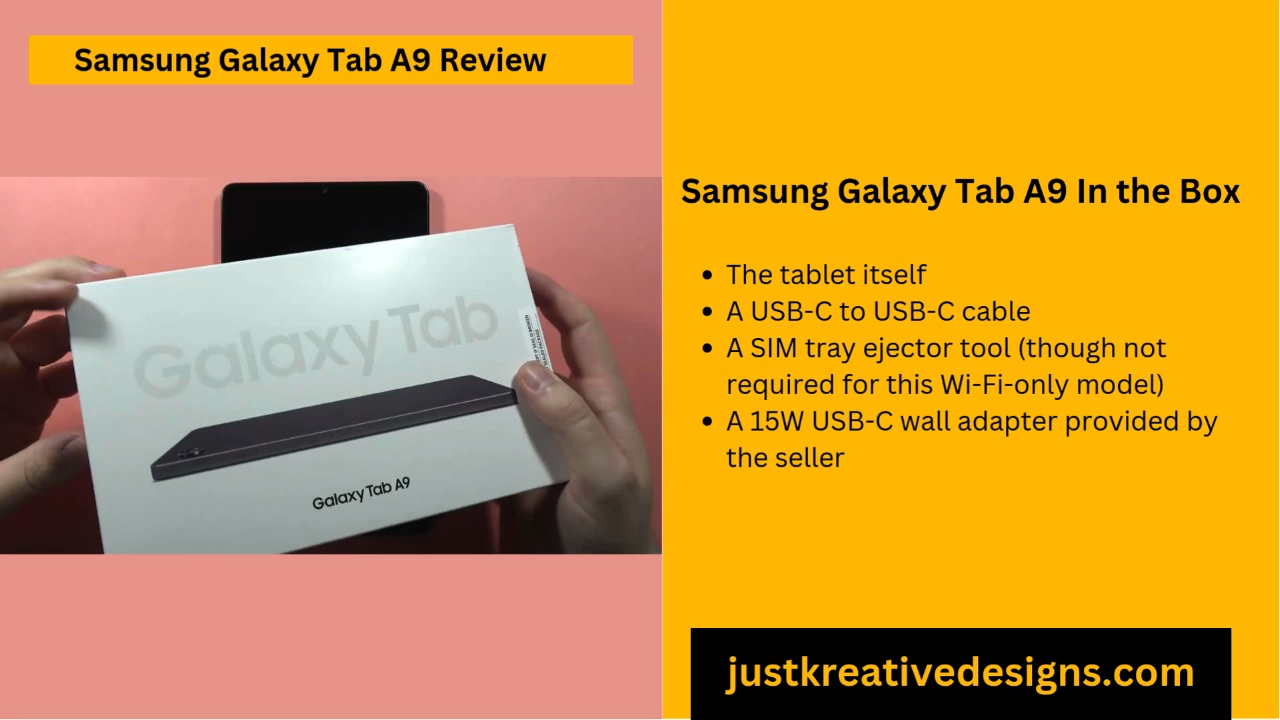 Samsung Galaxy Tab A9 Review
Galaxy Tab
Galaxy Tab A9
Samsung Galaxy Tab A9 In the Box
• The tablet itself
• A USB-C to USB-C cable
• A SIM tray ejector tool (though not
required for this Wi-Fi-only model)
• A 15W USB-C wall adapter provided by
the seller
justkreativedesigns.com